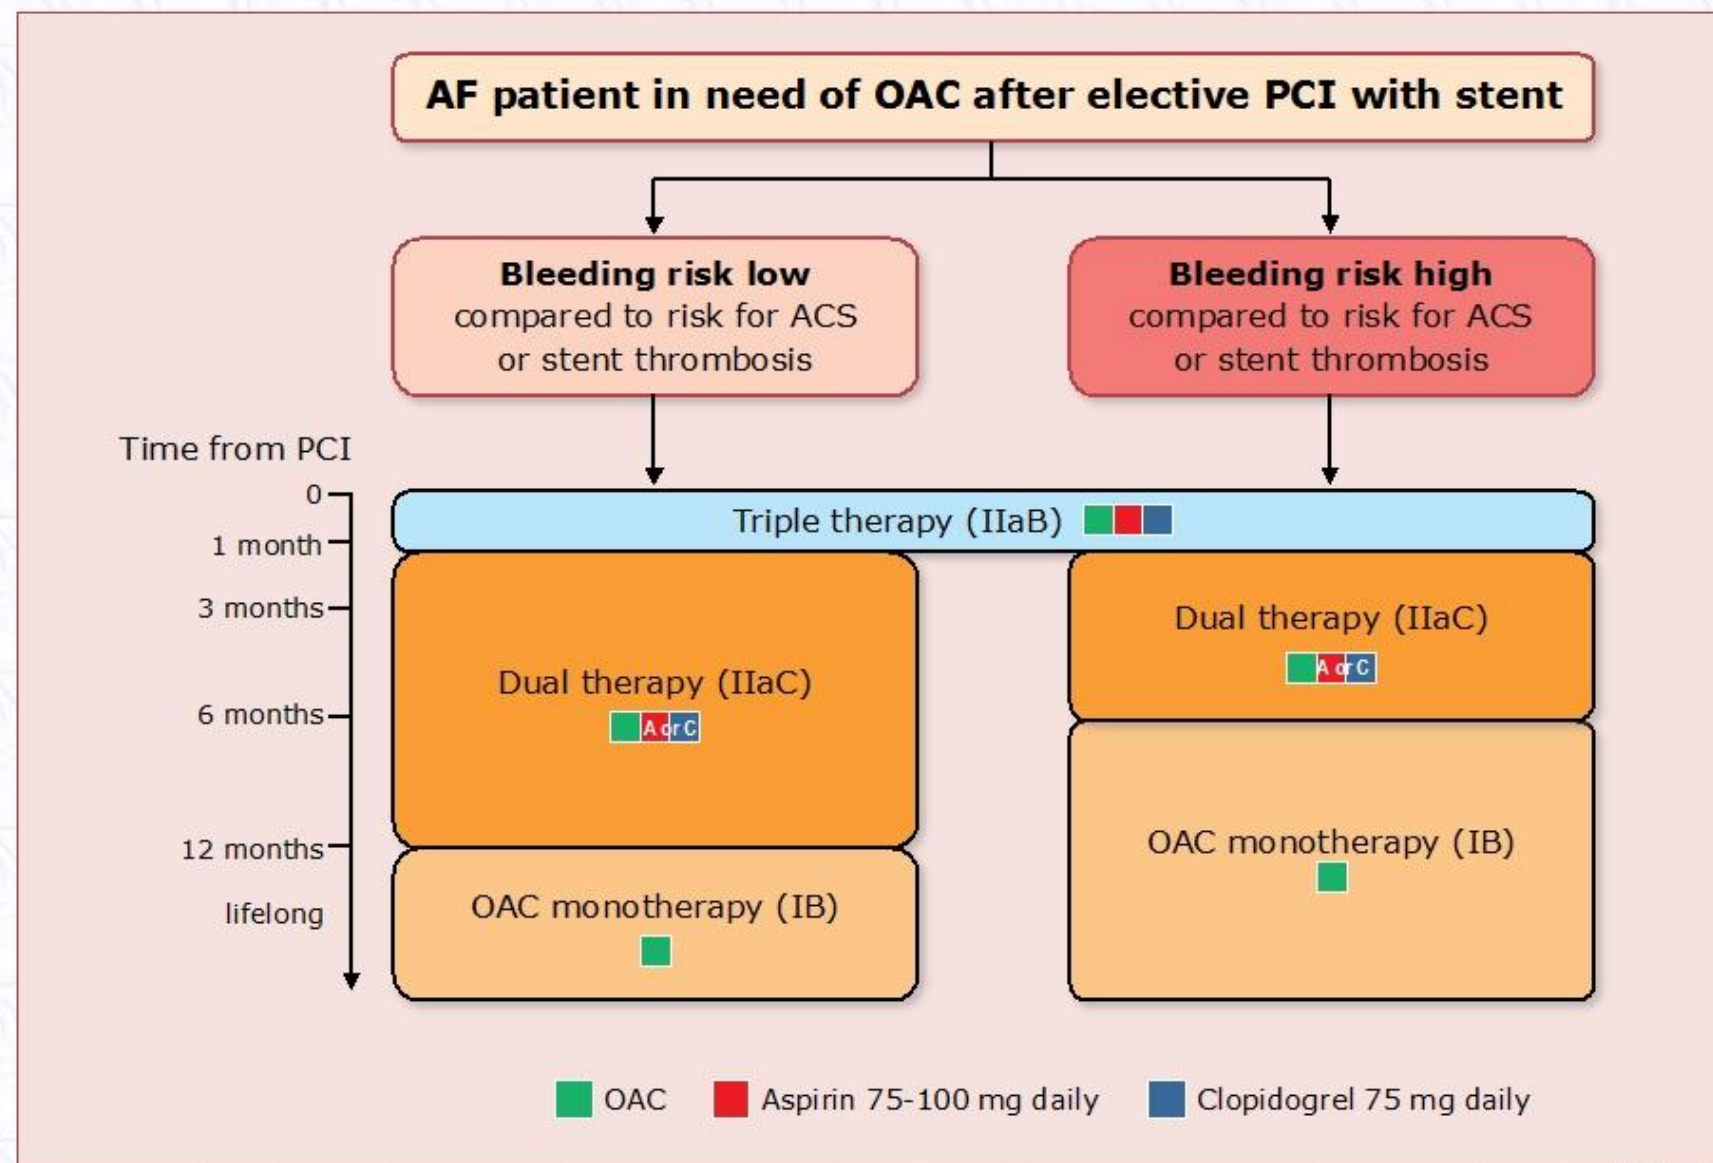 AF patient in need of OAC after elective PCI with stent
Bleeding risk low
compared to risk for ACS
or stent thrombosis
Bleeding risk high
compared to risk for ACS
or stent thrombosis
Time from PCI
0
1 month
3 months
6 months
12 months
lifelong
Triple therapy (IIaB)
Dual therapy (IIaC)
A or C
OAC monotherapy (IB)
Dual therapy (IIaC)
A or C
OAC monotherapy (IB)
OAC
Aspirin 75-100 mg daily
Clopidogrel 75 mg daily